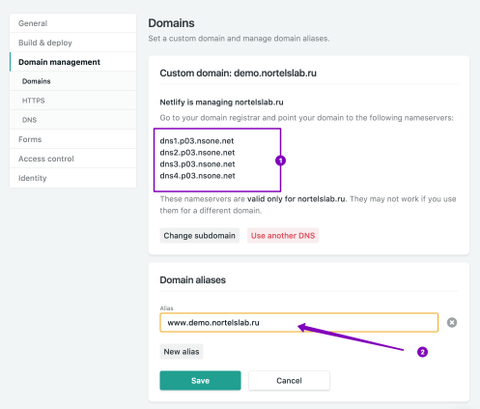 General
Build & deploy
Domain management
Domains
HTTPS
DNS
Forms
Access control
Identity
Domains
Set a custom domain and manage domain aliases.
Custom domain: demo.nortelslab.ru
Netlify is managing nortelslab.ru
Go to your domain registrar and point your domain to the following nameservers:
dns1.p03.nsone.net
dns2.p03.nsone.net
dns3.p03.nsone.net
dns4.p03.nsone.net
1
These nameservers are valid only for nortelslab.ru. They may not work if you use
them for a different domain.
Change subdomain
Use another DNS
Domain aliases
Alias
www.demo.nortelslab.ru
2
New alias
Save
Cancel